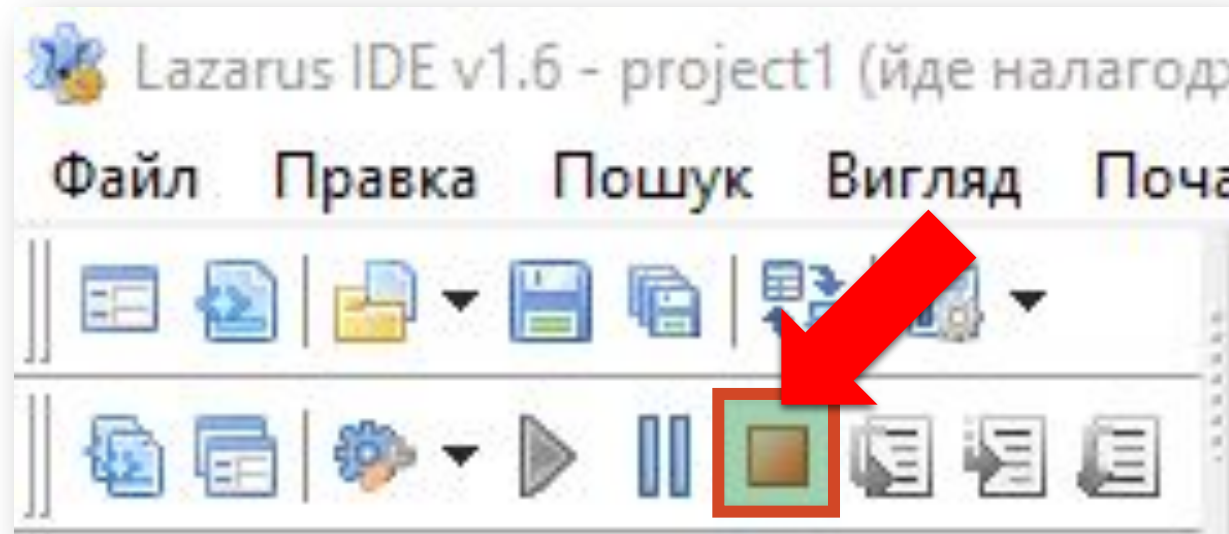 Lazarus IDE v1.6 - project1 (йде налагодж
Файл Правка Пошук Вигляд Поча